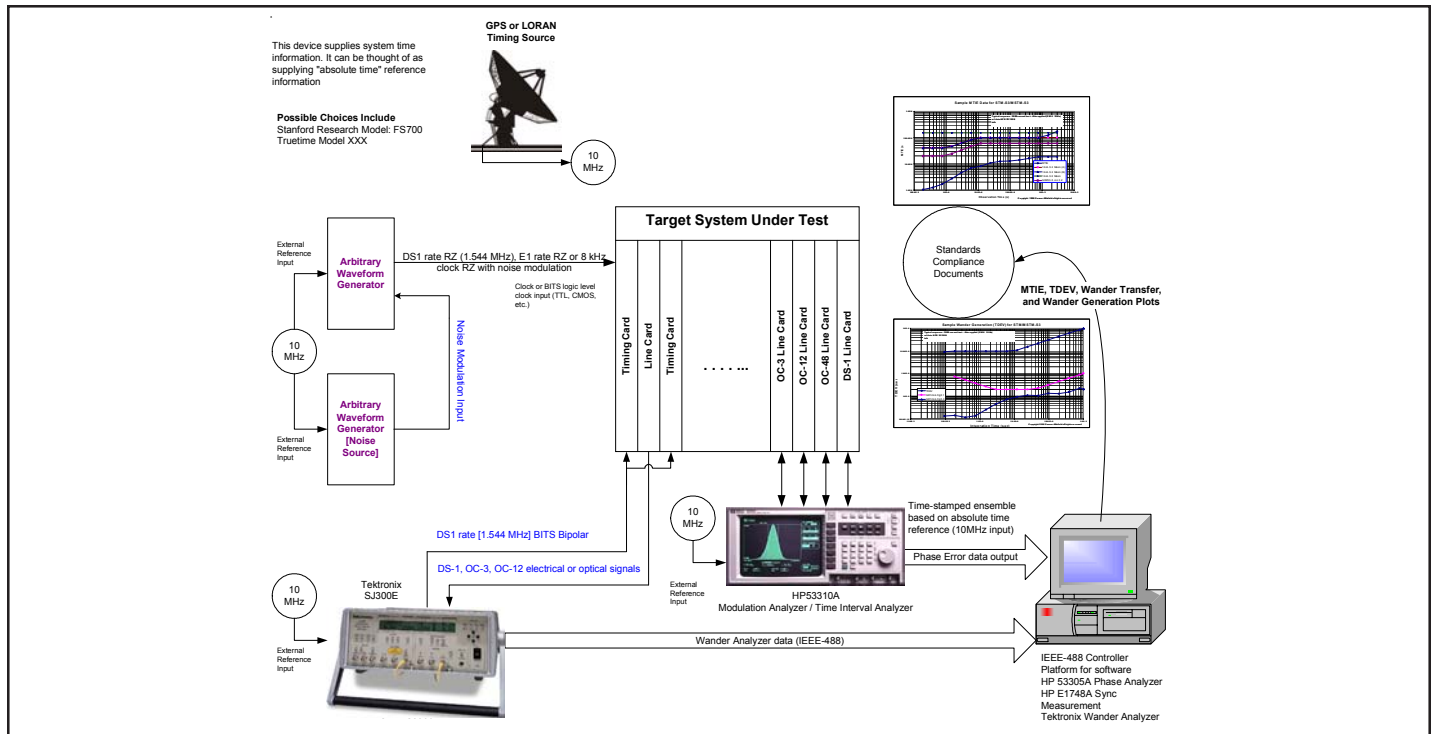 GPS or LORAN
Timing Source
This device supplies system time
information. It can be thought of as
supplying "absolute time" reference
information
Possible Choices Include
Stanford Research Model: FS700
Truetime Model XXX
10
MHz
Sample MTIE Data for
Target System Under Test
External
Reference
Input
Arbitrary
Waveform
Generator
DS1 rate RZ (1.544 MHz), E1 rate RZ or 8 kHz
clock RZ with noise modulation
Clock or BITS logic level
clock input (TTL, CMOS,
etc.)
10
MHz
Noise Modulation Input
Arbitrary
Waveform
Generator
[Noise
Source]
External
Reference
Input
Timing Card
Line Card
Timing Card
. . . . ...
OC-3 Line Card
OC-12 Line Card
OC-48 Line Card
DS-1 Line Card
Standards
Compliance
Documents
MTIE, TDEV, Wander Transfer,
and Wander Generation Plots
Sample Wander Generation (TDEV) for
10
MHz
External
Reference
Input
Time-stamped ensemble
based on absolute time
reference (10MHz input)
Phase Error data output
HP53310A
Modulation Analyzer / Time Interval Analyzer
DS1 rate [1.544 MHz] BITS Bipolar
DS-1, OC-3, OC-12 electrical or optical signals
Tektronix
SJ300E
10
MHz
External
Reference
Input
Wander Analyzer data (IEEE-488)
IEEE-488 Controller
Platform for software
HP 53305A Phase Analyzer
HP E1748A Sync
Measurement
Tektronix Wander Analyzer